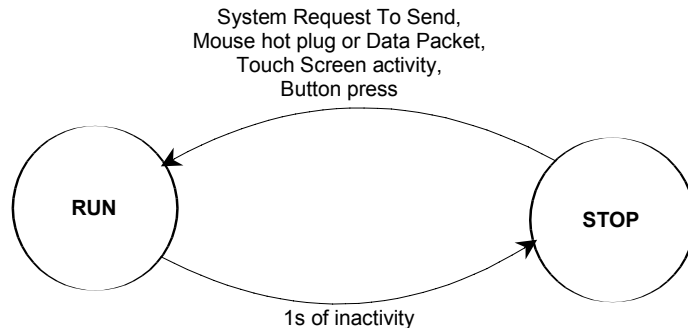 System Request To Send,
Mouse hot plug or Data Packet,
Touch Screen activity,
Button press
RUN
STOP
1s of inactivity